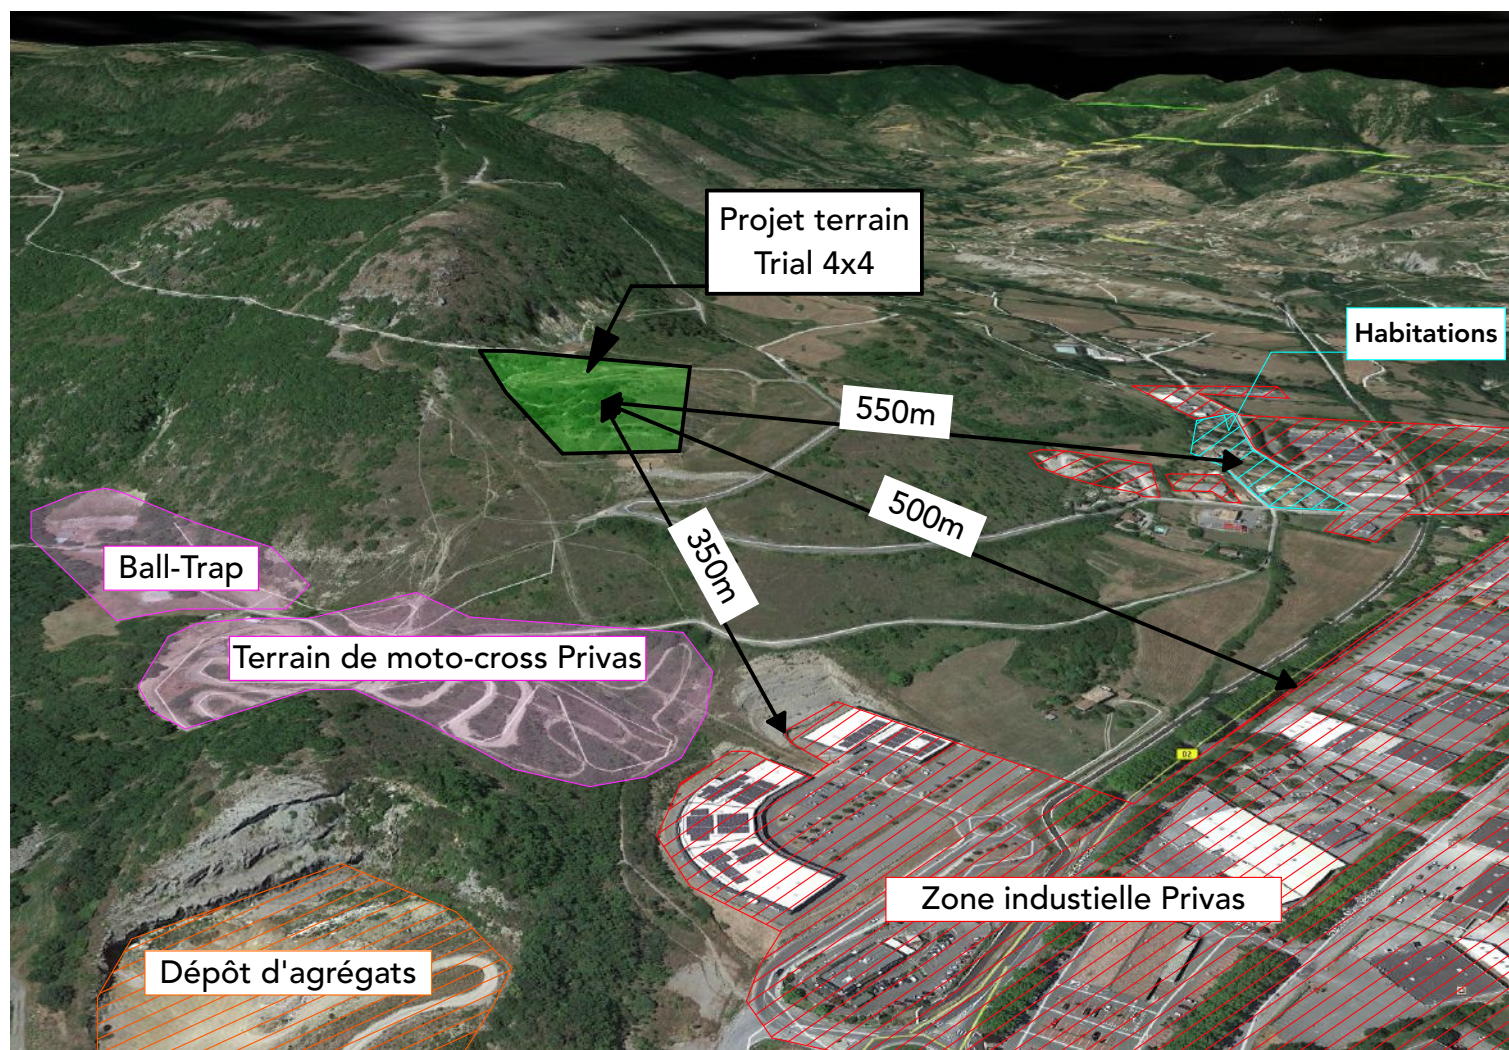 Projet terrain
Trial 4x4
Habitations
550m
500m
350m
Ball-Trap
Terrain de moto-cross Privas
D2
Zone industielle Privas
Dépôt d'agrégats